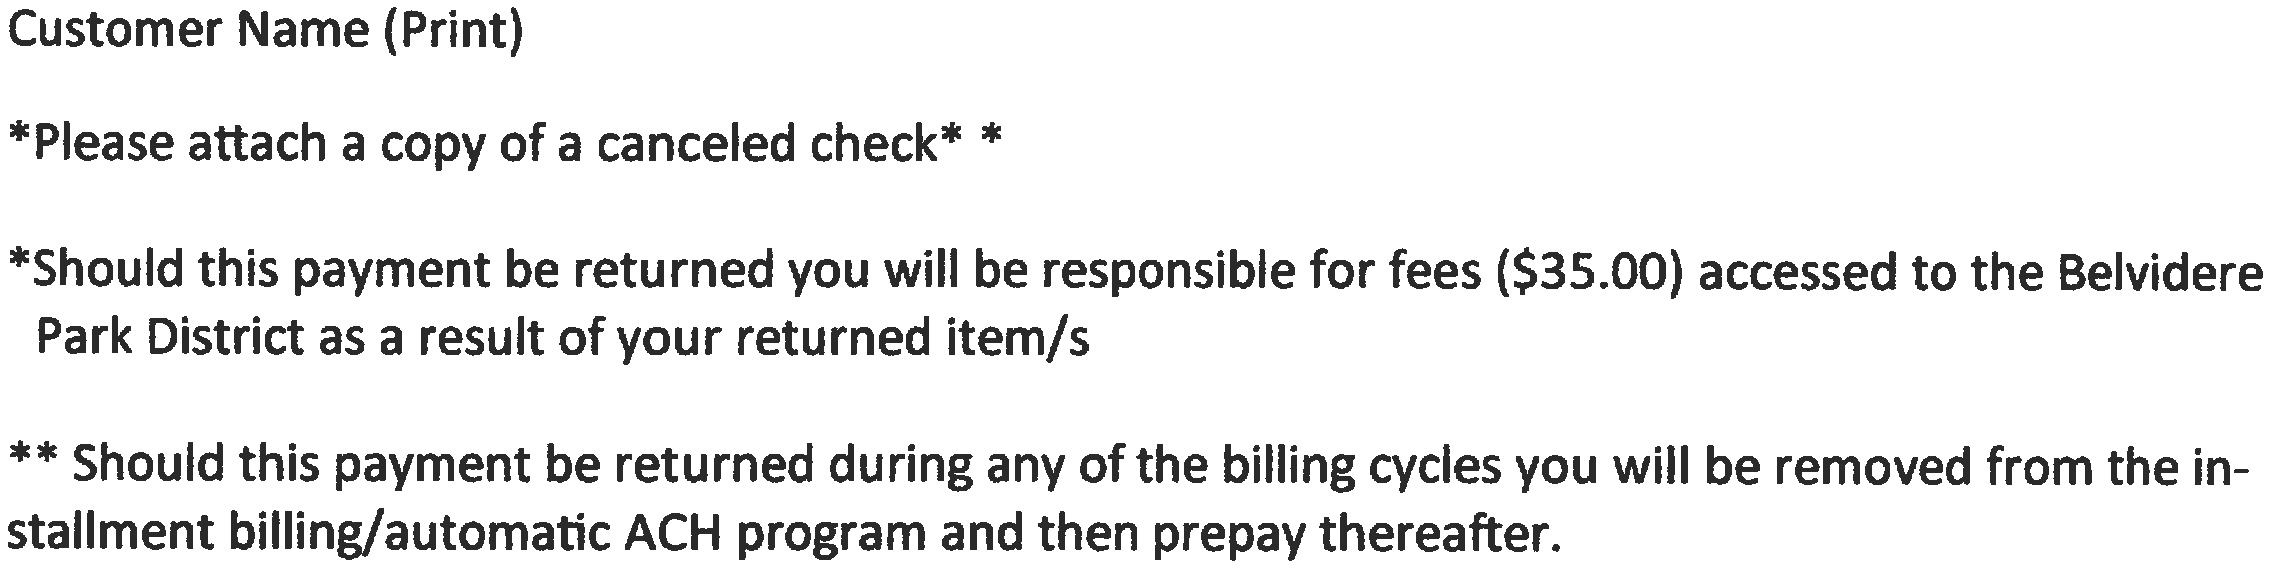 Customer Name (Print)
*Please attach a copy of a canceled check* *
*Should this payment be returned you will be responsible for fees ($35.00) accessed to the Belvidere
Park District as a result of your returned item/s
** Should this payment be returned during any of the billing cycles you will be removed from the in-
stallment billing/automatic ACH program and then prepay thereafter.